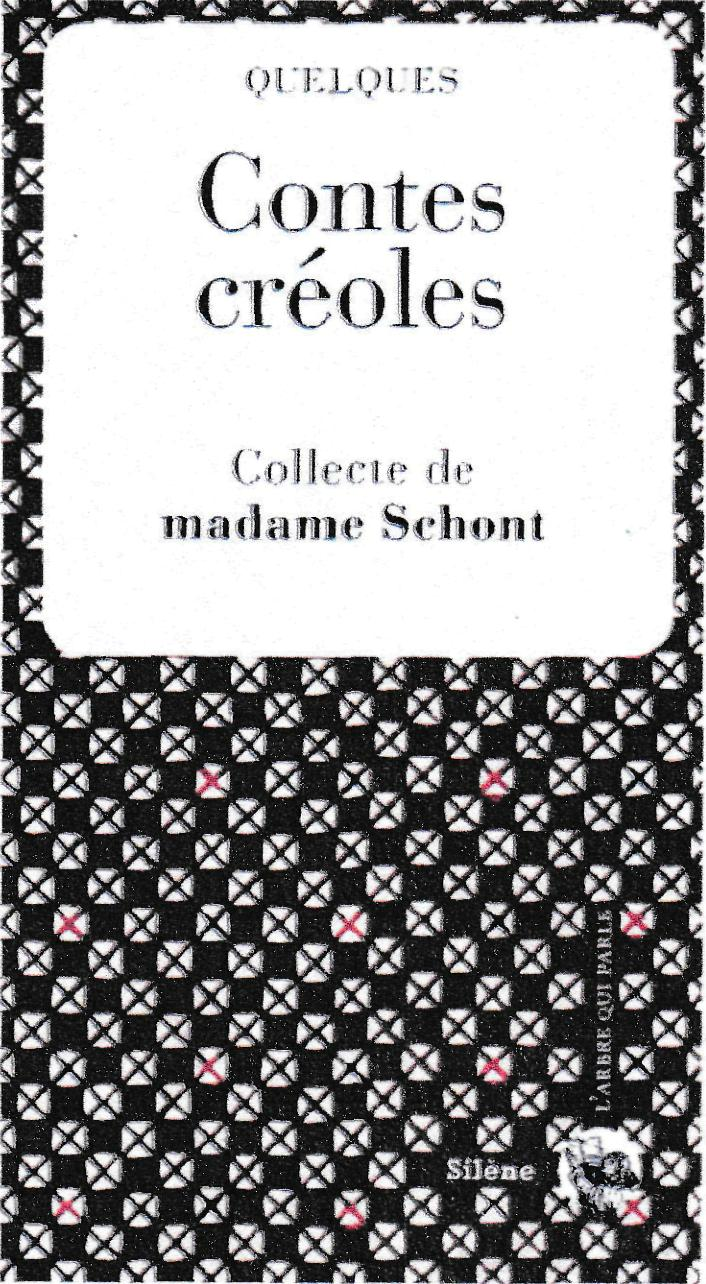 QUELQUES
Contes
créoles
Collecte de
madame Schont
L'ARBRE QUI PARLE
Silène